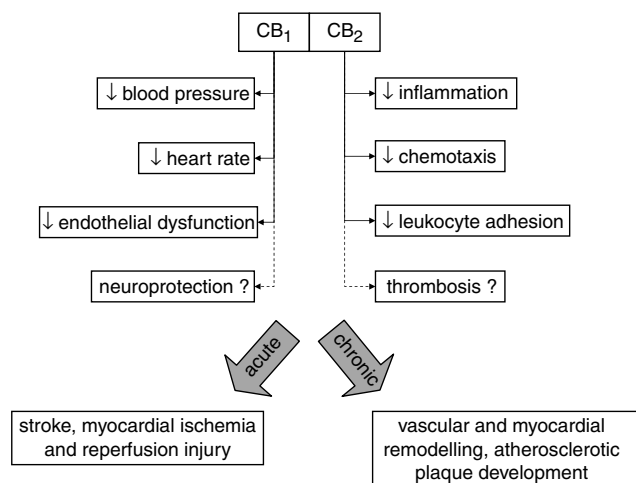 CB₁ CB₂
↓ blood pressure
↓ inflammation
↓ heart rate
↓ chemotaxis
↓ endothelial dysfunction
↓ leukocyte adhesion
neuroprotection ?
thrombosis ?
acute
chronic
stroke, myocardial ischemia
and reperfusion injury
vascular and myocardial
remodelling, atherosclerotic
plaque development